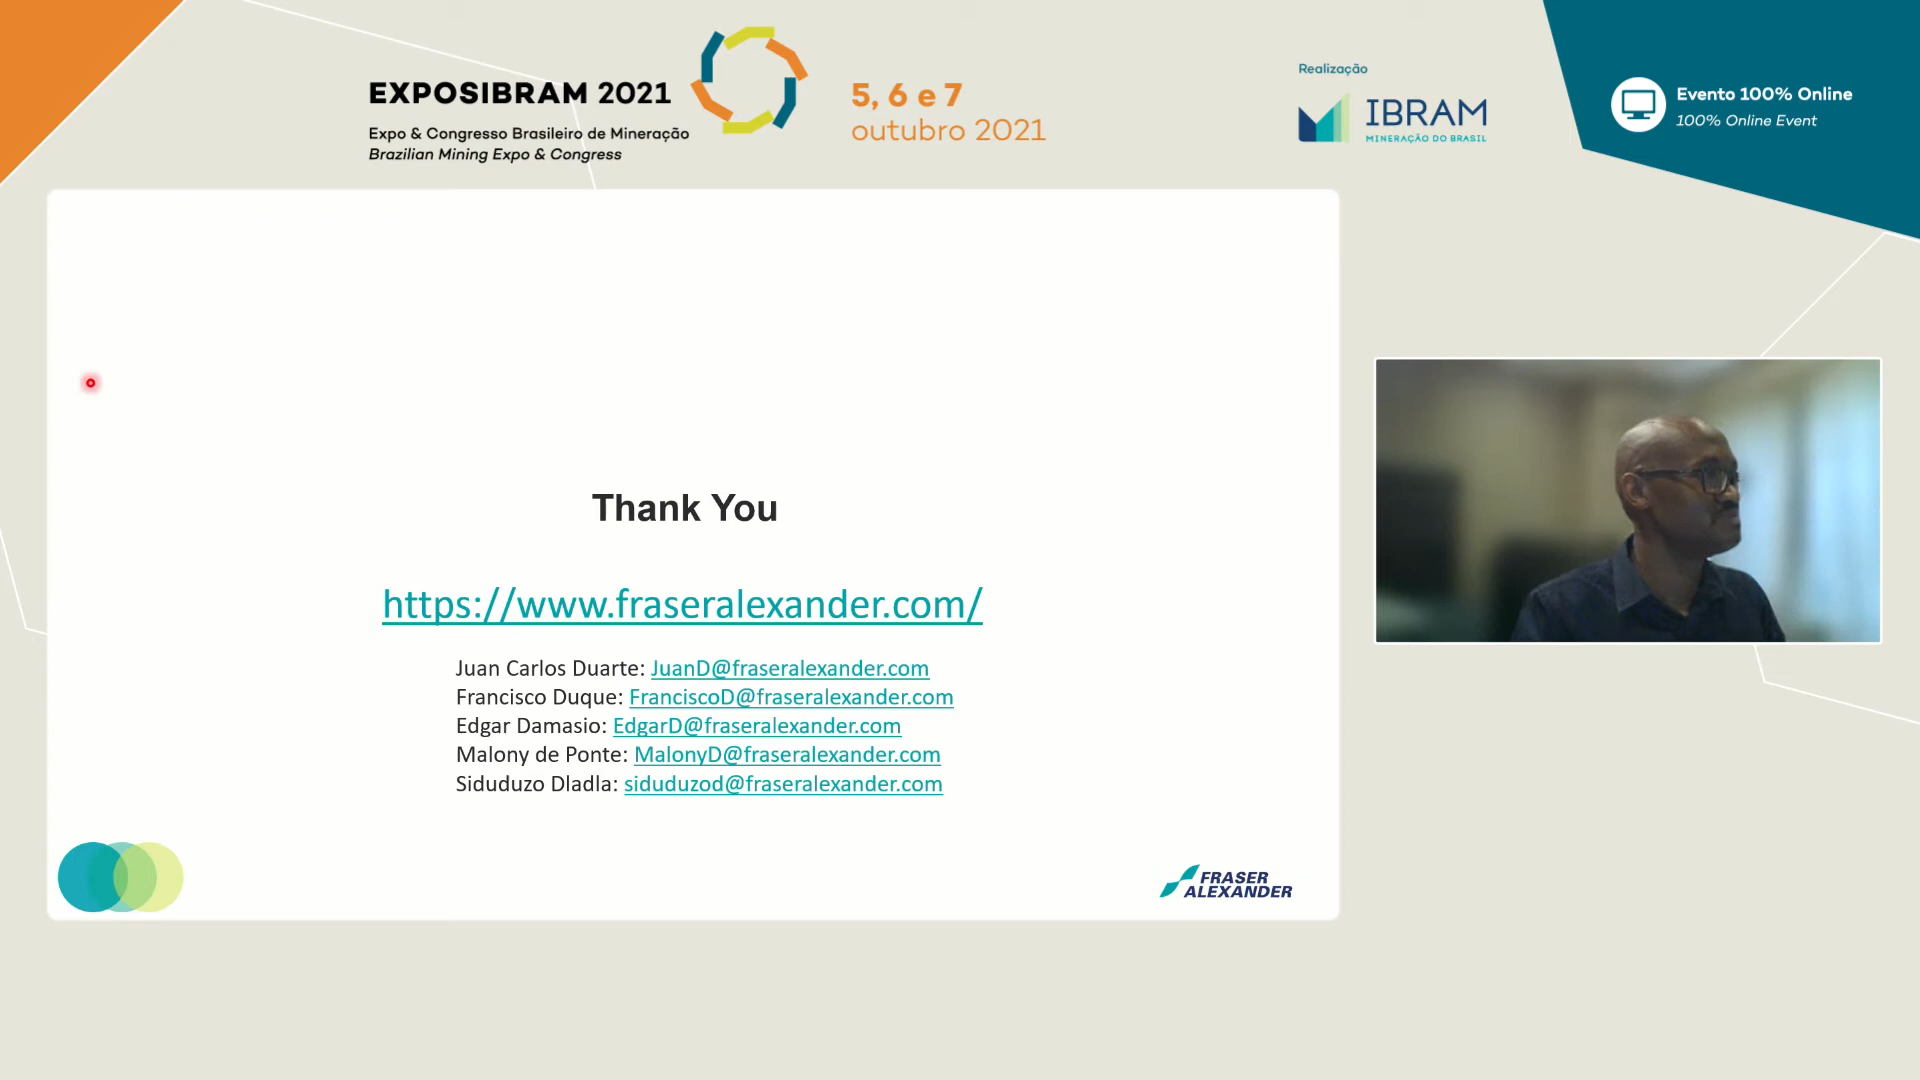 EXPOSIBRAM 2021
Expo & Congresso Brasileiro de Mineração
Brazilian Mining Expo & Congress
5, 6 e 7
outubro 2021
Realização
IBRAM
MINERAÇÃO DO BRASIL
Evento 100% Online
100% Online Event
Thank You
https://www.fraseralexander.com/
Juan Carlos Duarte: JuanD@fraseralexander.com
Francisco Duque: FranciscoD@fraseralexander.com
Edgar Damasio: EdgarD@fraseralexander.com
Malony de Ponte: MalonyD@fraseralexander.com
Siduduzo Dladla: siduduzod@fraseralexander.com
FRASER
ALEXANDER